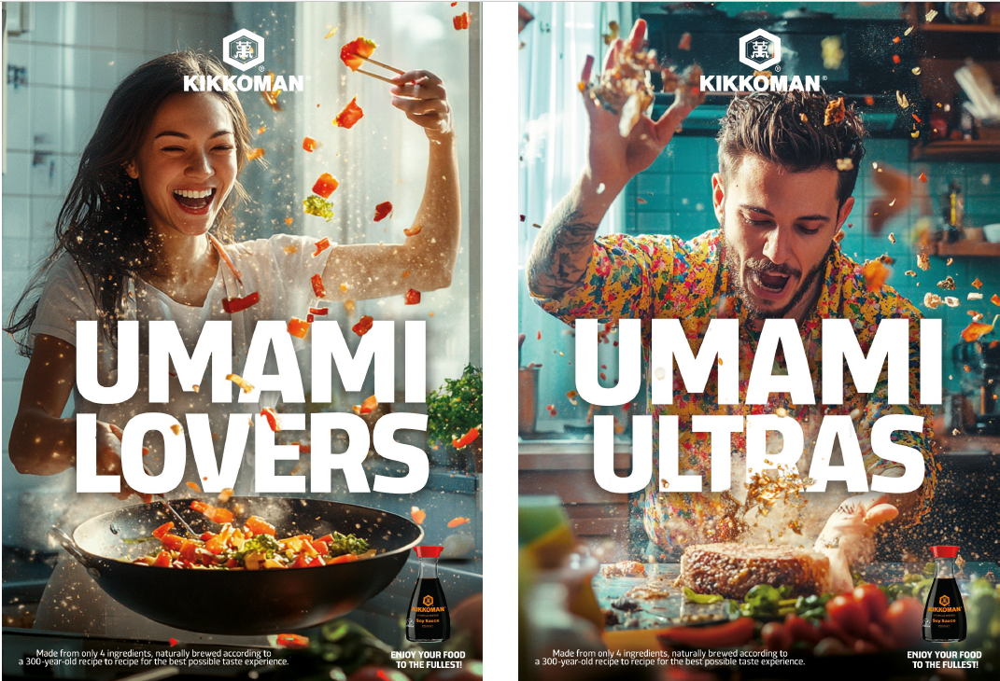 萬
KIKKOMAN®
UMAMI
LOVERS
KIKKOMAN
Soy Sauce
Made from only 4 ingredients, naturally brewed according to
a 300-year-old recipe to recipe for the best possible taste experience.
ENJOY YOUR FOOD
TO THE FULLEST!
萬
KIKKOMAN®
UMAMI
ULTRAS
KIKKOMAN
Soy Sauce
Made from only 4 ingredients, naturally brewed according to
a 300-year-old recipe to recipe for the best possible taste experience.
ENJOY YOUR FOOD
TO THE FULLEST!